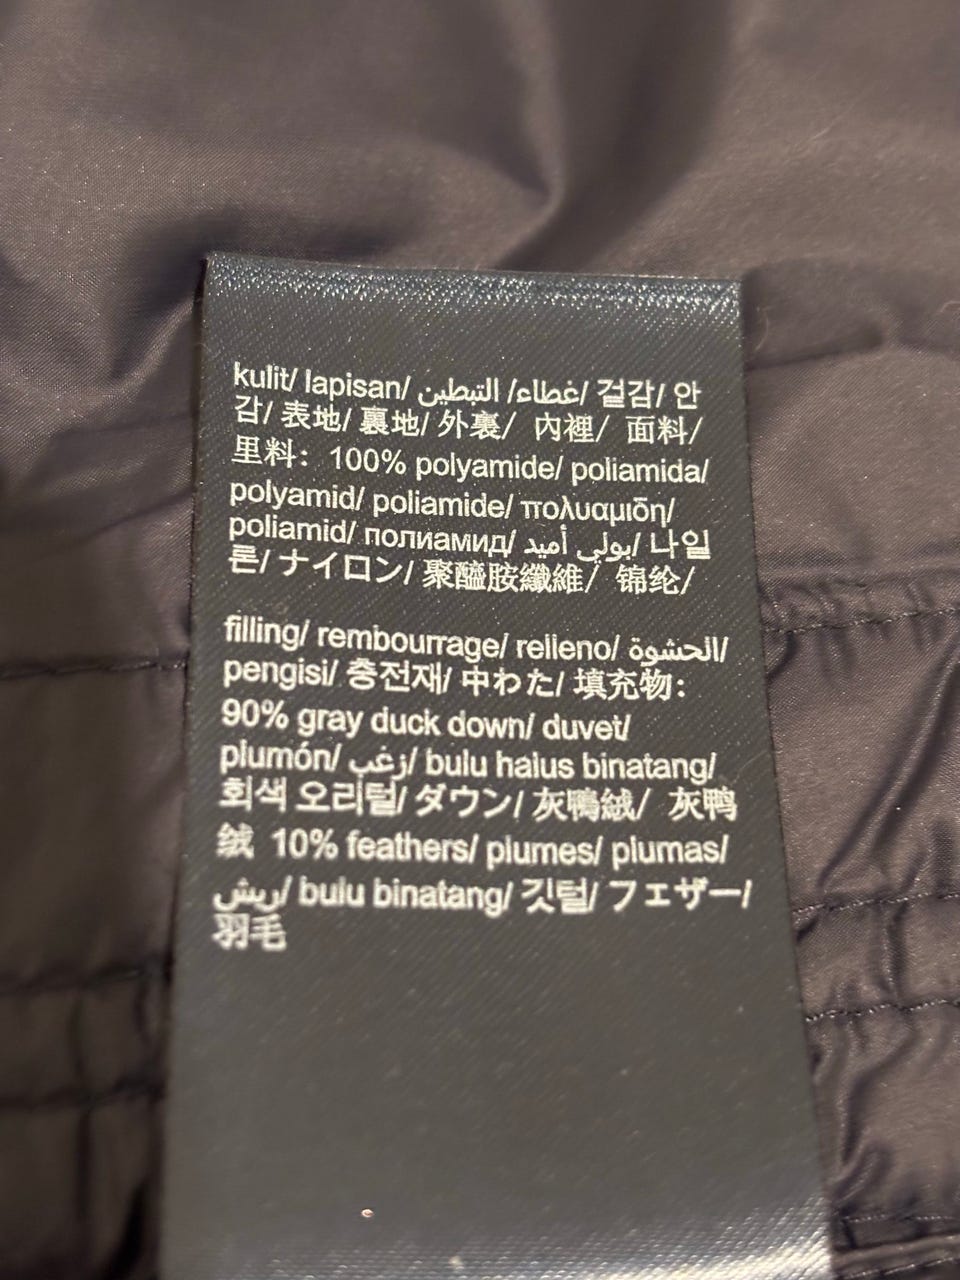 kulit/ lapisan/ غطاء/ التبطين/ 겉감/ 안
감/ 表地/ 裏地/ 外裏/ 內裡/ 面料/
里料: 100% polyamide/ poliamida/
polyamid/ poliamide/ πολυαμιδη/
poliamid/ полиамид/ بولي أميد/ 나일
론/ ナイロン/ 聚醯胺纖維/ 锦纶/
filling/ rembourrage/ relleno/ الحشوة/
pengisi/ 충전재/ 中わた/ 填充物:
90% gray duck down/ duvet/
plumón/ زغب/ bulu halus binatang/
회색 오리털/ ダウン/ 灰鴨絨/ 灰鸭
绒 10% feathers/ plumes/ plumas/
ريش/ bulu binatang/ 깃털/ フェザー/
羽毛